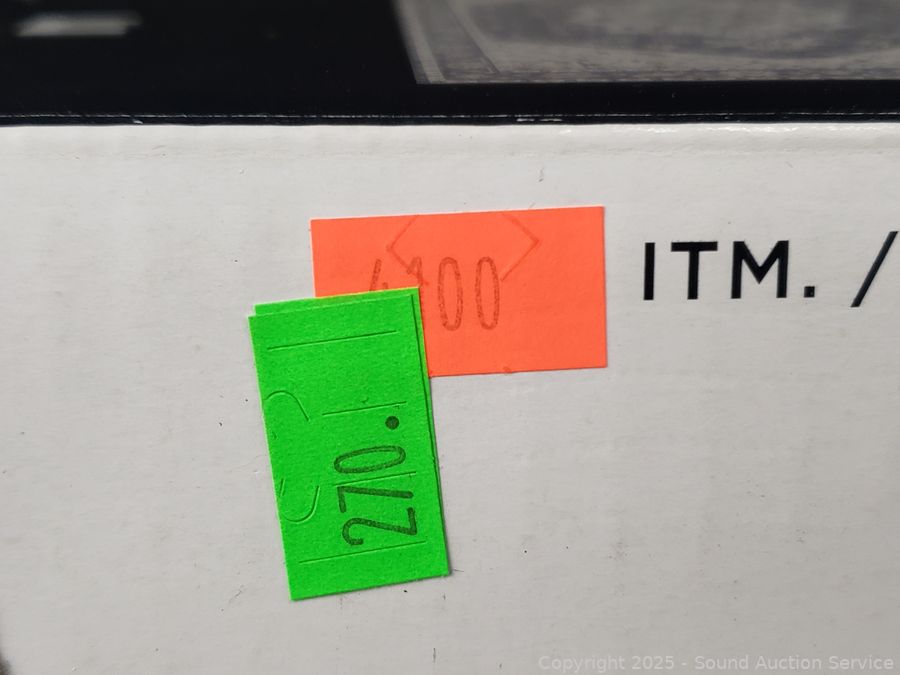 4100
ITM. /
270.
Copyright 2025 - Sound Auction Service